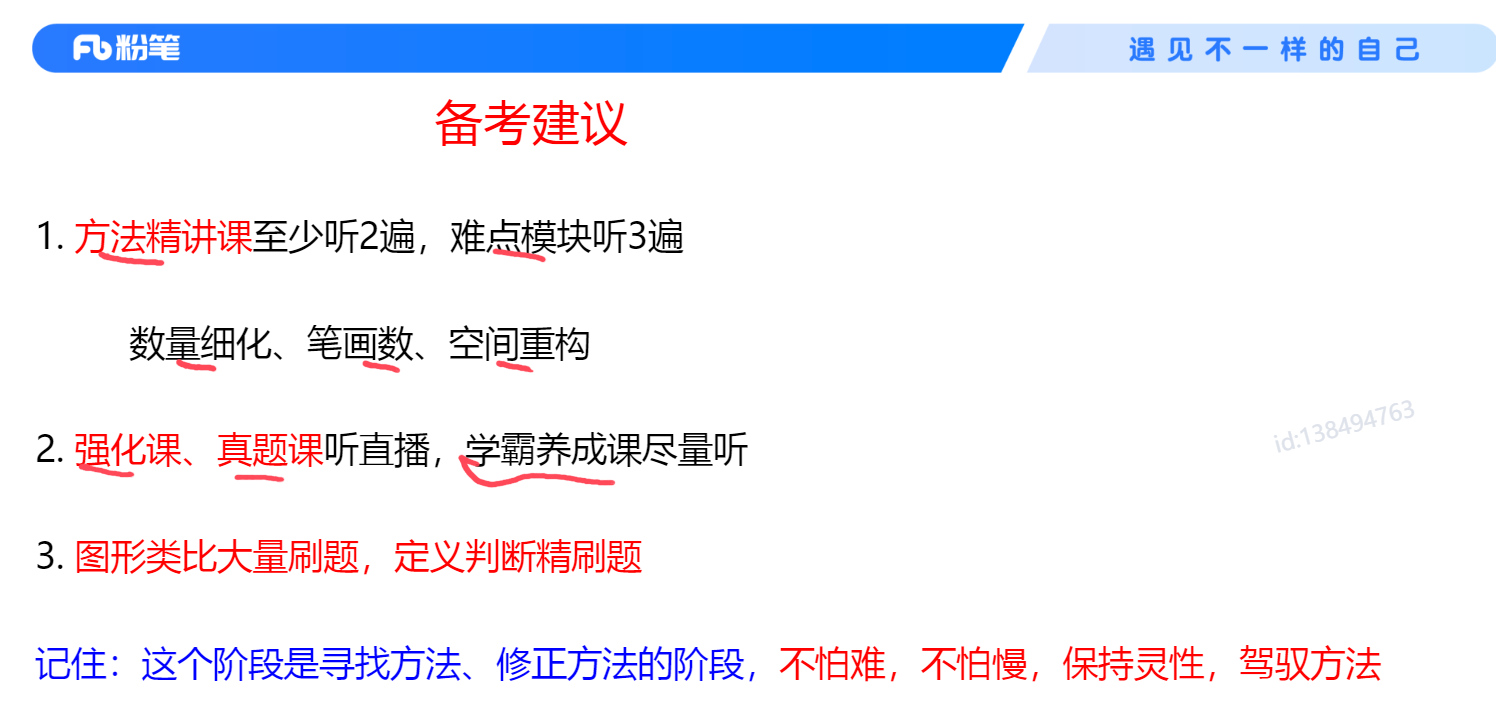 粉笔
遇见不一样的自己
备考建议
1. 方法精讲课至少听2遍，难点模块听3遍
数量细化、笔画数、空间重构
2. 强化课、真题课听直播，学霸养成课尽量听
id:138494763
3. 图形类比大量刷题，定义判断精刷题
记住：这个阶段是寻找方法、修正方法的阶段，不怕难，不怕慢，保持灵性，驾驭方法